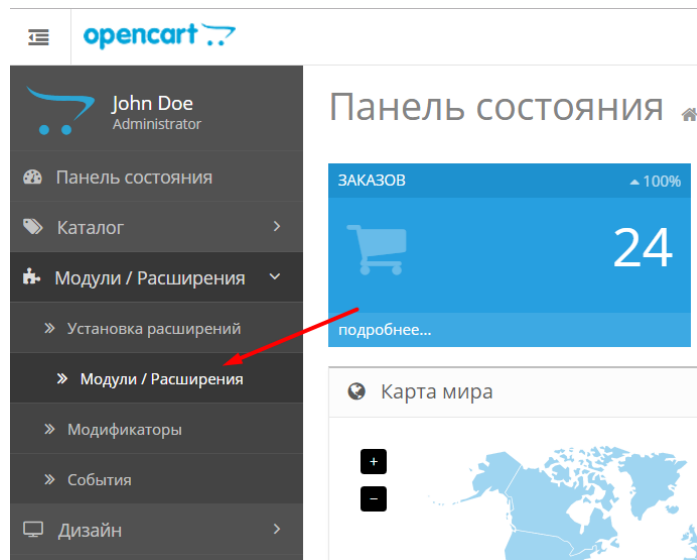 opencart
John Doe
Administrator
Панель состояния
Каталог
Модули / Расширения
Установка расширений
Модули / Расширения
Модификаторы
События
Дизайн
Панель состояния
ЗАКАЗОВ
100%
24
подробнее...
Карта мира
+
−